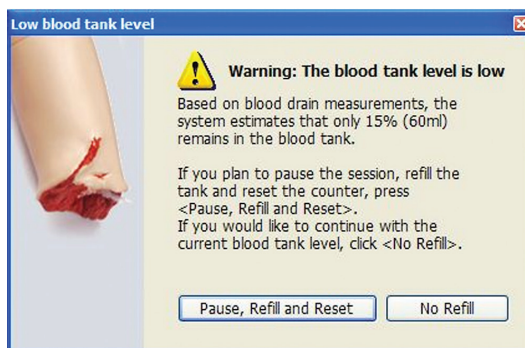 Low blood tank level
Warning: The blood tank level is low
Based on blood drain measurements, the
system estimates that only 15% (60ml)
remains in the blood tank.
If you plan to pause the session, refill the
tank and reset the counter, press
<Pause, Refill and Reset>.
If you would like to continue with the
current blood tank level, click <No Refill>.
Pause, Refill and Reset
No Refill